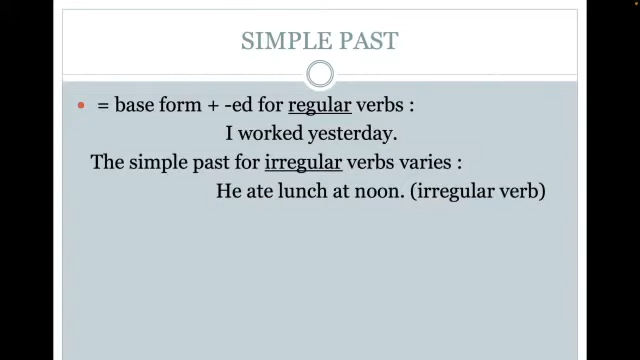 SIMPLE PAST
= base form + -ed for regular verbs :
I worked yesterday.
The simple past for irregular verbs varies :
He ate lunch at noon. (irregular verb)